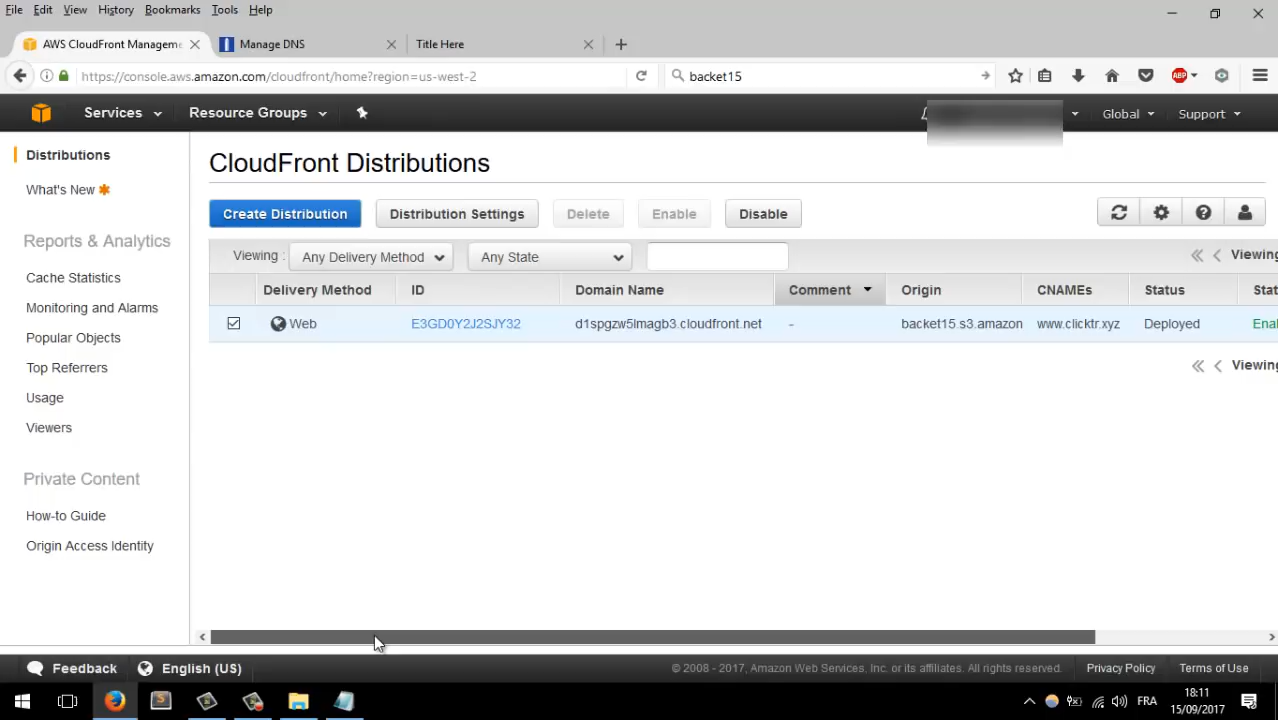 File Edit View History Bookmarks Tools Help
AWS CloudFront Manageme
Manage DNS
Title Here
https://console.aws.amazon.com/cloudfront/home?region=us-west-2
backet15
ABP
Services
Resource Groups
Global
Support
Distributions
What's New
Reports & Analytics
Cache Statistics
Monitoring and Alarms
Popular Objects
Top Referrers
Usage
Viewers
Private Content
How-to Guide
Origin Access Identity
CloudFront Distributions
Create Distribution
Distribution Settings
Delete
Enable
Disable
Viewing :
Any Delivery Method
Any State
Viewing
Delivery Method ID Domain Name Comment Origin CNAMEs Status Stat
Web E3GD0Y2J2SJY32 d1spgzw5lmagb3.cloudfront.net - backet15 s3.amazon www.clicktr.xyz Deployed Enal
Viewing
Feedback
English (US)
© 2008 - 2017, Amazon Web Services, Inc. or its affiliates. All rights reserved.
Privacy Policy
Terms of Use
FRA
18:11
15/09/2017